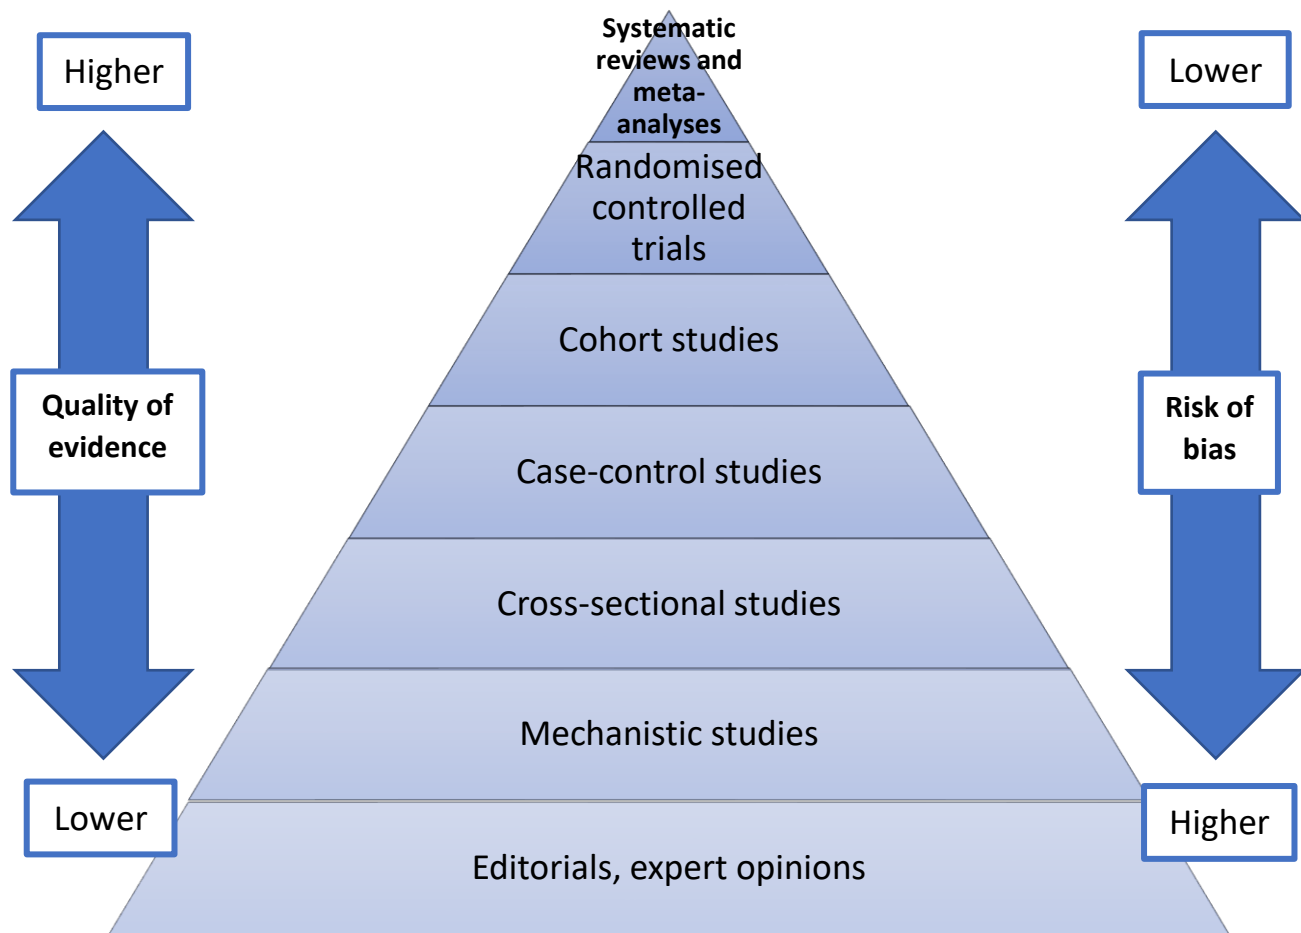 Systematic
reviews and
meta-
analyses
Higher
Lower
Randomised
controlled
trials
Cohort studies
Quality of
evidence
Risk of
bias
Case-control studies
Cross-sectional studies
Mechanistic studies
Lower
Higher
Editorials, expert opinions